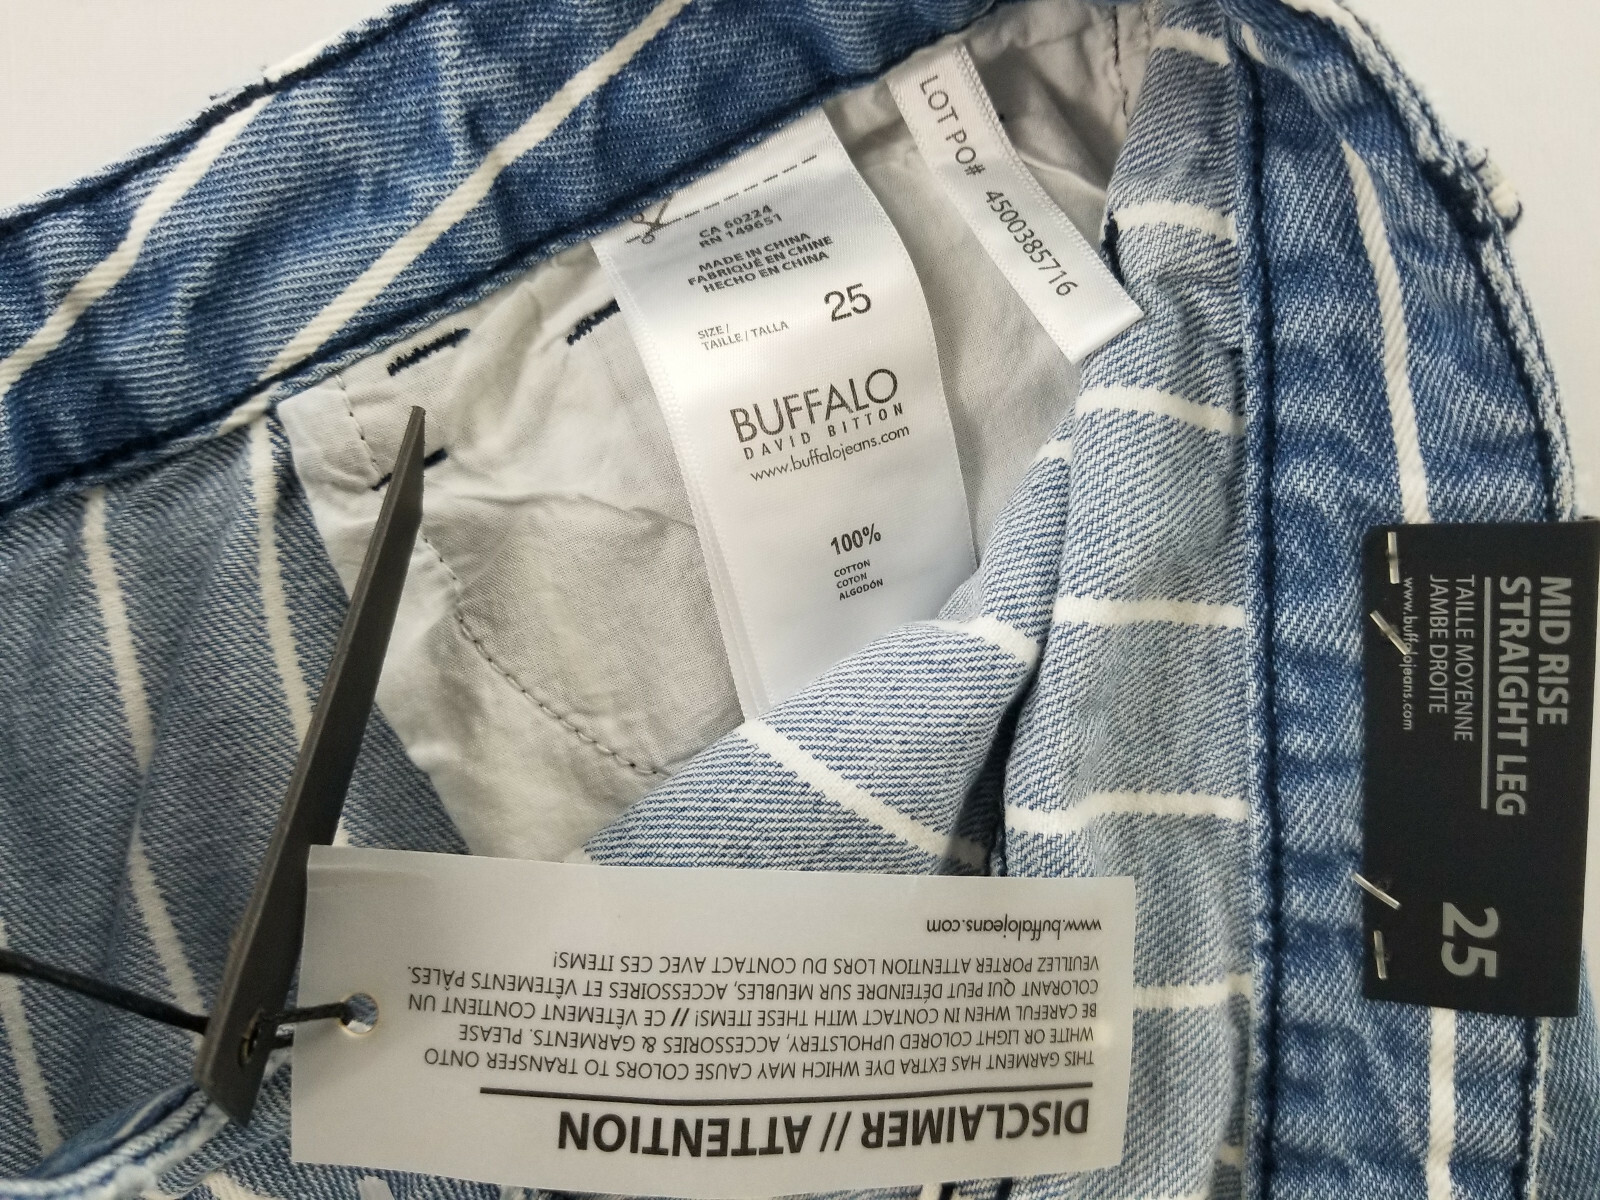 LOT PO# 4500385716
CA 60224
RN 149651
MADE IN CHINA
FABRIQUÉ EN CHINE
HECHO EN CHINA
SIZE /
TAILLE / TALLA
25
BUFFALO
DAVID BITTON
www.buffalojeans.com
100%
COTTON
COTON
ALGODÓN
MID RISE
STRAIGHT LEG
TAILLE MOYENNE
JAMBE DROITE
www.buffalojeans.com
25
DISCLAIMER // ATTENTION
THIS GARMENT HAS EXTRA DYE WHICH MAY CAUSE COLORS TO TRANSFER ONTO
WHITE OR LIGHT COLORED UPHOLSTERY, ACCESSORIES & GARMENTS. PLEASE
BE CAREFUL WHEN IN CONTACT WITH THESE ITEMS! // CE VÊTEMENT CONTIENT UN
COLORANT QUI PEUT DÉTEINDRE SUR MEUBLES, ACCESSOIRES ET VÊTEMENTS PÂLES.
VEUILLEZ PORTER ATTENTION LORS DU CONTACT AVEC CES ITEMS!
www.buffalojeans.com